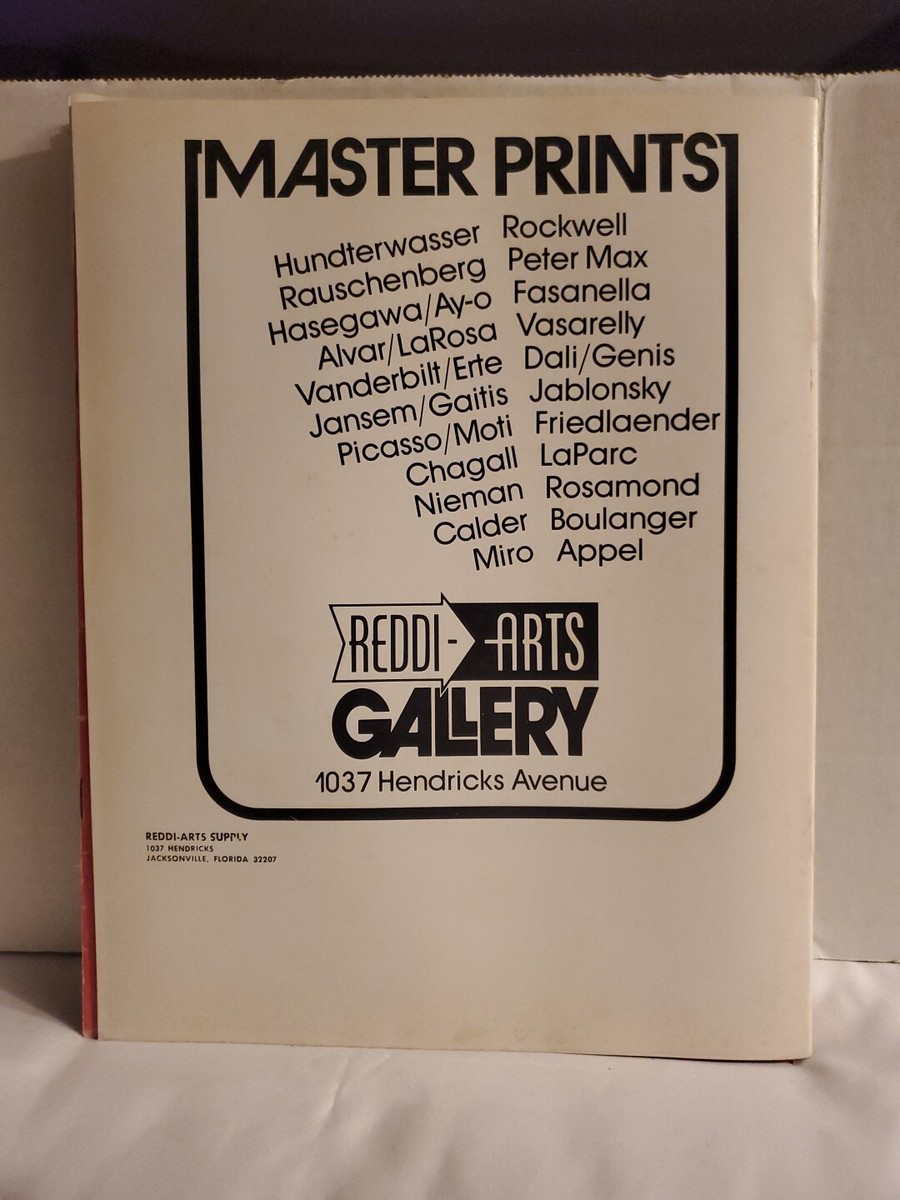 MASTER PRINTS
Hundterwasser
Rauschenberg
Hasegawa/Ay-o
Alvar/LaRosa
Vanderbilt/Erte
Jansem/Gaitis
Picasso/Moti
Chagall
Nieman
Calder
Miro
Rockwell
Peter Max
Fasanella
Vasarelly
Dali/Genis
Jablonsky
Friedlaender
LaParc
Rosamond
Boulanger
Appel
REDDI-ARTS
GALLERY
1037 Hendricks Avenue
REDDI-ARTS SUPPLY
1037 HENDRICKS
JACKSONVILLE, FLORIDA 32207